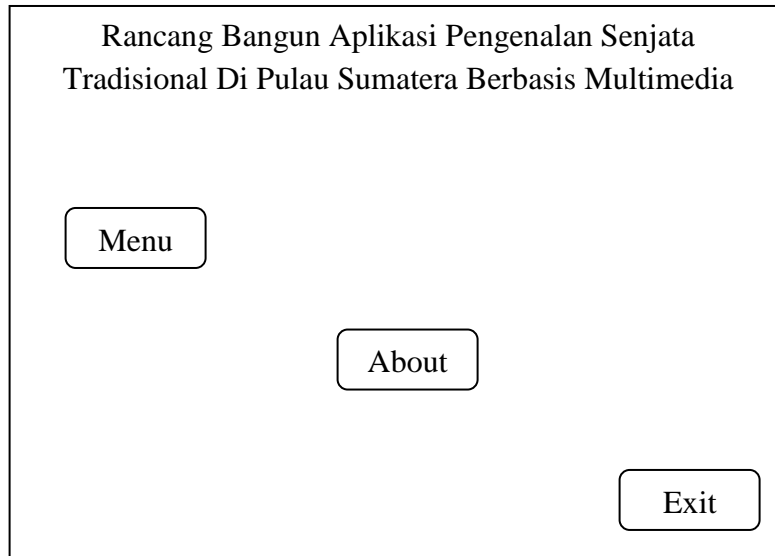 Rancang Bangun Aplikasi Pengenalan Senjata
Tradisional Di Pulau Sumatera Berbasis Multimedia
Menu
About
Exit